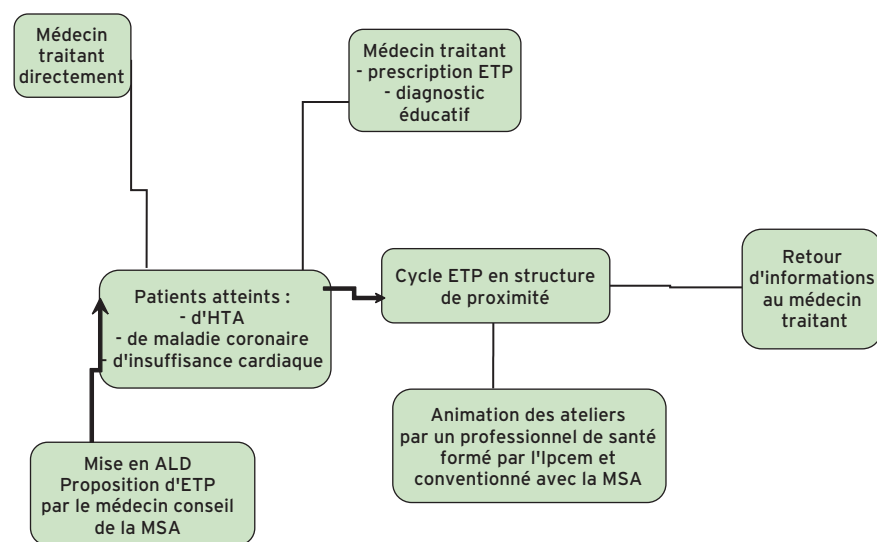 Médecin
traitant
directement
Médecin traitant
- prescription ETP
- diagnostic
éducatif
Patients atteints :
- d'HTA
- de maladie coronaire
- d'insuffisance cardiaque
Cycle ETP en structure
de proximité
Retour
d'informations
au médecin
traitant
Mise en ALD
Proposition d'ETP
par le médecin conseil
de la MSA
Animation des ateliers
par un professionnel de santé
formé par l'Ipcem et
conventionné avec la MSA